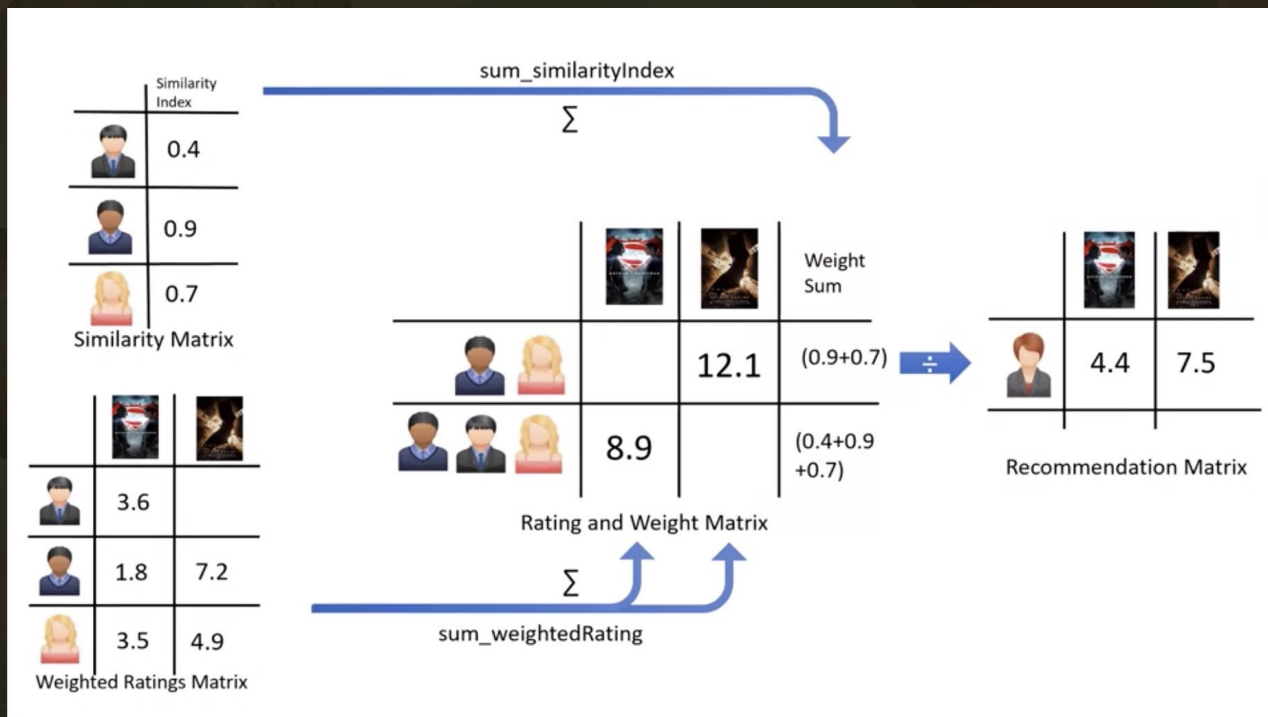 sum_similarityIndex
∑
Similarity
Index
0.4
0.9
0.7
Similarity Matrix
Weight
Sum
12.1
(0.9+0.7)
÷
8.9
(0.4+0.9
+0.7)
Rating and Weight Matrix
4.4
7.5
Recommendation Matrix
3.6
1.8
7.2
3.5
4.9
Weighted Ratings Matrix
∑
sum_weightedRating